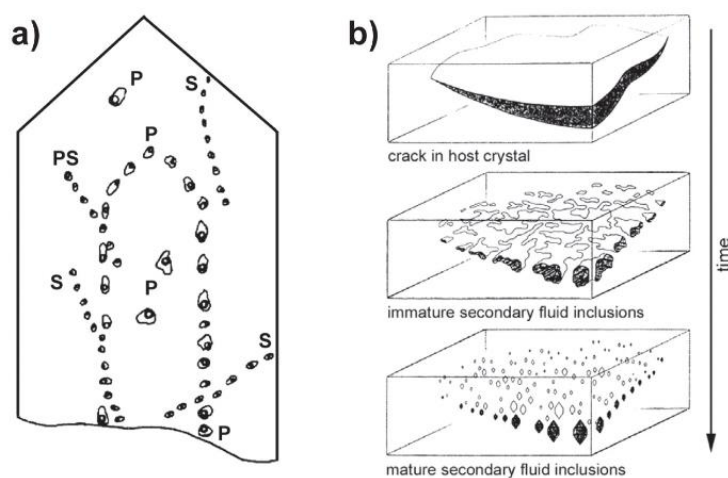 a)
P
S
P
PS
P
S
P
S
P
b)
crack in host crystal
immature secondary fluid inclusions
mature secondary fluid inclusions
time